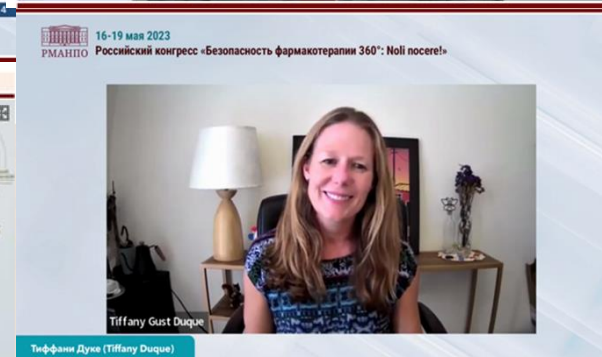 4
РМАНПО
16-19 мая 2023
Российский конгресс «Безопасность фармакотерапии 360°: Noli nocere!»
Tiffany Gust Duque
Тиффани Дуке (Tiffany Duque)